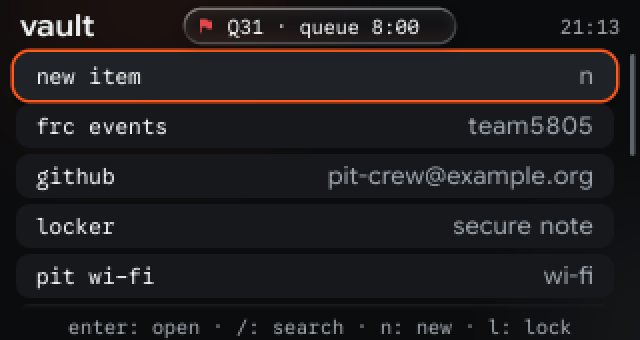 vault Q31 · queue 8:00 21:13
new item n
frc events team5805
github pit-crew@example.org
locker secure note
pit wi-fi wi-fi
enter: open · /: search · n: new · l: lock